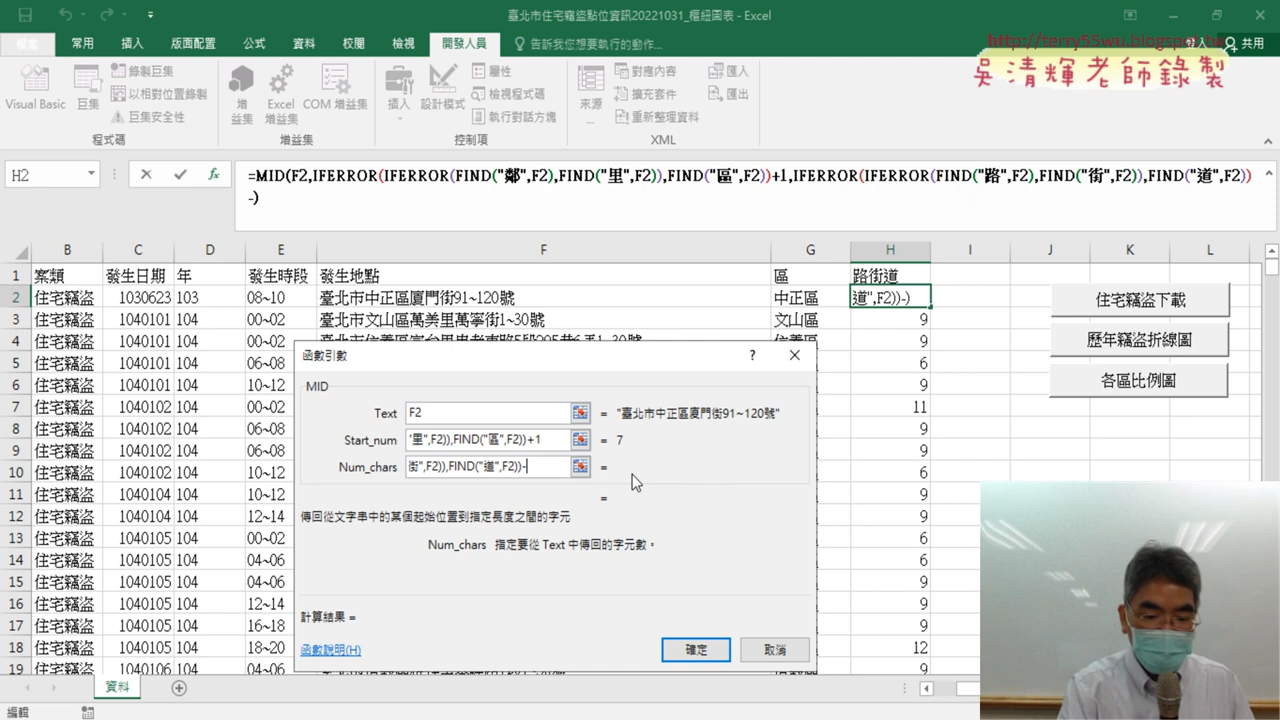 臺北市住宅竊盜點位資訊20221031_樞紐圖表 - Excel
檔案 常用 插入 版面配置 公式 資料 校閱 檢視 開發人員 告訴我您想要執行的動作... 登入 共用
http://terry55wu.blogspot.tw
吳清輝老師錄製
Visual Basic 巨集 錄製巨集 以相對位置錄製 巨集安全性 程式碼
增益集 Excel 增益集 COM 增益集 增益集
插入 設計模式 屬性 檢視程式碼 執行對話方塊 控制項
來源... 對應內容 擴充套件 重新整理資料 匯入 匯出 XML
H2 fx =MID(F2,IFERROR(IFERROR(FIND("鄰",F2),FIND("里",F2)),FIND("區",F2))+1,IFERROR(IFERROR(FIND("路",F2),FIND("街",F2)),FIND("道",F2))
-)
B C D E F G H I J K L
1 案類 發生日期 年 發生時段 發生地點 區 路街道
2 住宅竊盜 1030623 103 08~10 臺北市中正區廈門街91~120號 中正區 道",F2))-)
3 住宅竊盜 1040101 104 00~02 臺北市文山區萬美里萬寧街1~30號 文山區 9
4 住宅竊盜 1040101 104 06~08 9
5 住宅竊盜 1040101 104 06~08 6
6 住宅竊盜 1040101 104 10~12 9
7 住宅竊盜 1040102 104 00~02 11
8 住宅竊盜 1040102 104 06~08 9
9 住宅竊盜 1040102 104 06~08 9
10 住宅竊盜 1040102 104 10~12 6
11 住宅竊盜 1040104 104 10~12 9
12 住宅竊盜 1040104 104 12~14 9
13 住宅竊盜 1040105 104 00~02 9
14 住宅竊盜 1040105 104 04~06 6
15 住宅竊盜 1040105 104 04~06 9
16 住宅竊盜 1040105 104 12~14 9
17 住宅竊盜 1040105 104 16~18 9
18 住宅竊盜 1040105 104 18~20 12
19 住宅竊盜 1040106 104 04~06 9
住宅竊盜下載
歷年竊盜折線圖
各區比例圖
函數引數 ?
MID
Text F2 = "臺北市中正區廈門街91~120號"
Start_num "里",F2)),FIND("區",F2))+1 = 7
Num_chars 街",F2)),FIND("道",F2))- =
=
傳回從文字串中的某個起始位置到指定長度之間的字元
Num_chars 指定要從 Text 中傳回的字元數。
計算結果 =
函數說明(H) 確定 取消
資料
編輯